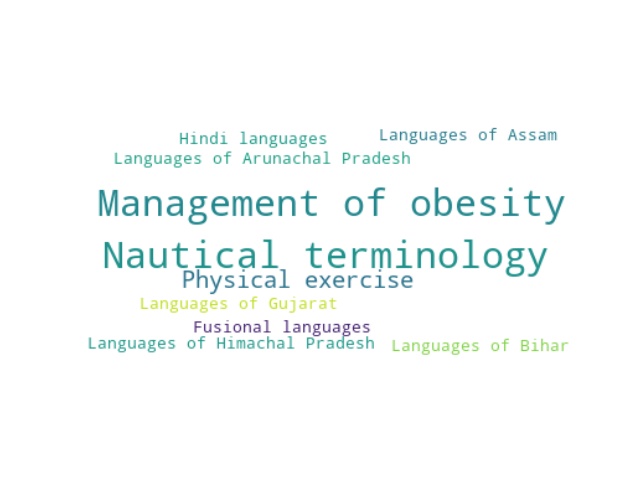 Hindi languages
Languages of Assam
Languages of Arunachal Pradesh
Management of obesity
Nautical terminology
Physical exercise
Languages of Gujarat
Fusional languages
Languages of Himachal Pradesh
Languages of Bihar